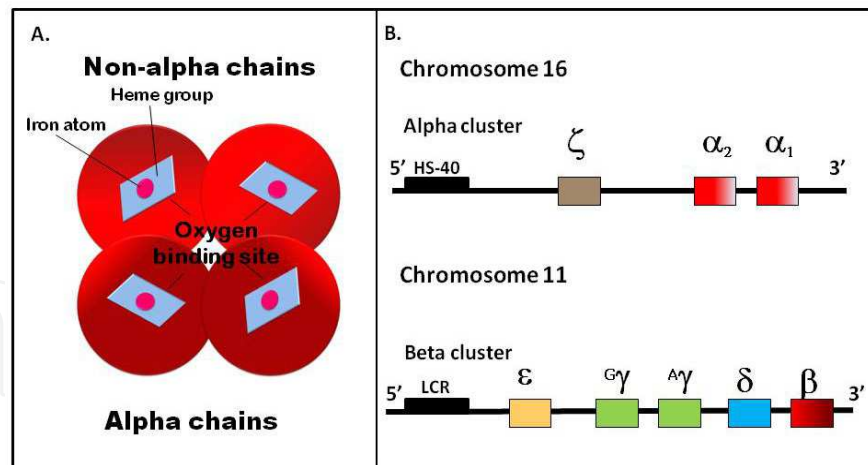 A.
Non-alpha chains
Heme group
Iron atom
Oxygen
binding site
Alpha chains
B.
Chromosome 16
Alpha cluster
ζ α₂ α₁
5’ HS-40 3’
Chromosome 11
Beta cluster
ε ᴳγ ᴬγ δ β
5’ LCR 3’